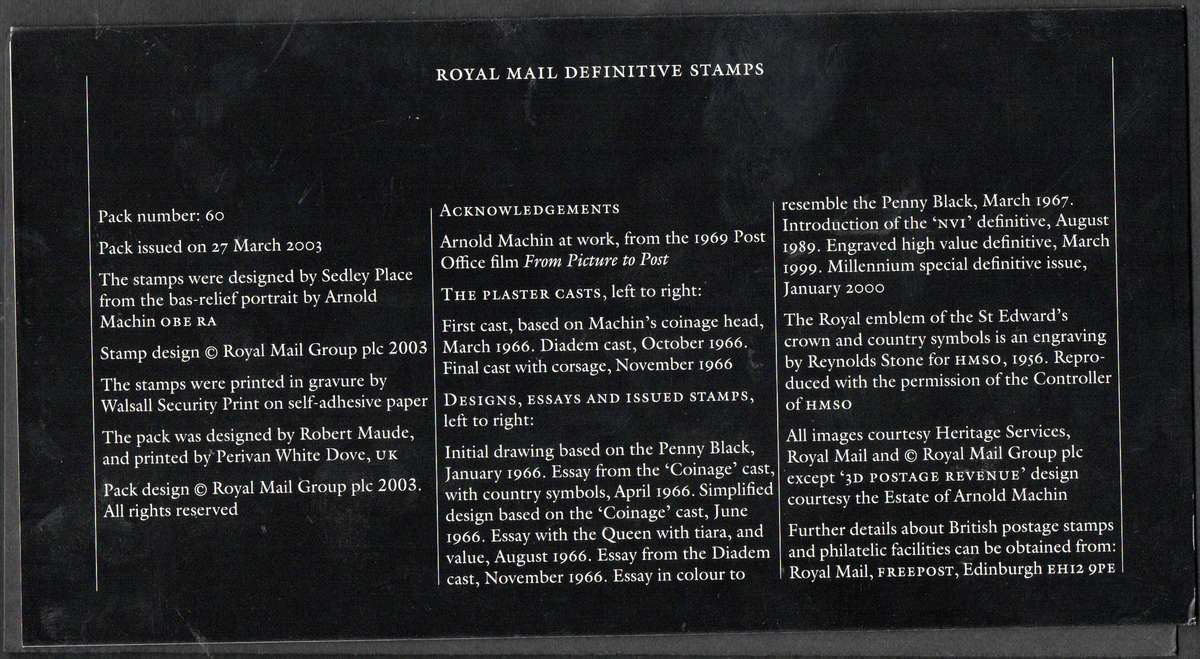 ROYAL MAIL DEFINITIVE STAMPS
Pack number: 60
Pack issued on 27 March 2003
The stamps were designed by Sedley Place
from the bas-relief portrait by Arnold
Machin OBE RA
Stamp design © Royal Mail Group plc 2003
The stamps were printed in gravure by
Walsall Security Print on self-adhesive paper
The pack was designed by Robert Maude,
and printed by Perivan White Dove, UK
Pack design © Royal Mail Group plc 2003.
All rights reserved
ACKNOWLEDGEMENTS
Arnold Machin at work, from the 1969 Post
Office film From Picture to Post
THE PLASTER CASTS, left to right:
First cast, based on Machin's coinage head,
March 1966. Diadem cast, October 1966.
Final cast with corsage, November 1966
DESIGNS, ESSAYS AND ISSUED STAMPS,
left to right:
Initial drawing based on the Penny Black,
January 1966. Essay from the 'Coinage' cast,
with country symbols, April 1966. Simplified
design based on the 'Coinage' cast, June
1966. Essay with the Queen with tiara, and
value, August 1966. Essay from the Diadem
cast, November 1966. Essay in colour to
resemble the Penny Black, March 1967.
Introduction of the 'NVI' definitive, August
1989. Engraved high value definitive, March
1999. Millennium special definitive issue,
January 2000
The Royal emblem of the St Edward's
crown and country symbols is an engraving
by Reynolds Stone for HMSO, 1956. Repro-
duced with the permission of the Controller
of HMSO
All images courtesy Heritage Services,
Royal Mail and © Royal Mail Group plc
except '3D POSTAGE REVENUE' design
courtesy the Estate of Arnold Machin
Further details about British postage stamps
and philatelic facilities can be obtained from:
Royal Mail, FREEPOST, Edinburgh EH12 9PE